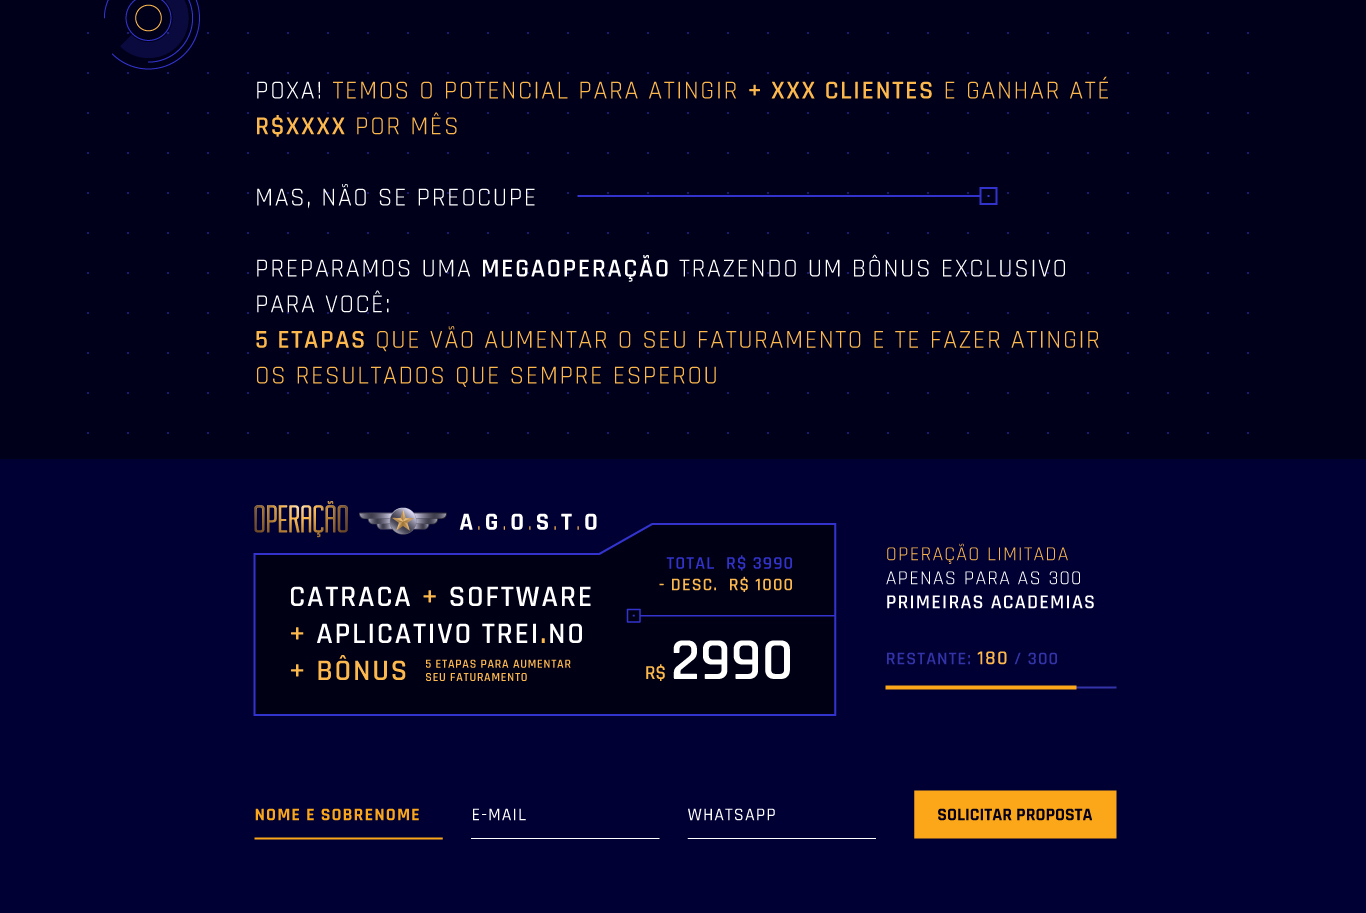 POXA! TEMOS O POTENCIAL PARA ATINGIR + XXX CLIENTES E GANHAR ATÉ
R$XXXX POR MÊS
MAS, NÃO SE PREOCUPE
PREPARAMOS UMA MEGAOPERAÇÃO TRAZENDO UM BÔNUS EXCLUSIVO
PARA VOCÊ:
5 ETAPAS QUE VÃO AUMENTAR O SEU FATURAMENTO E TE FAZER ATINGIR
OS RESULTADOS QUE SEMPRE ESPEROU
OPERAÇÃO A.G.O.S.T.O
CATRACA + SOFTWARE
+ APLICATIVO TREI.NO
+ BÔNUS
5 ETAPAS PARA AUMENTAR
SEU FATURAMENTO
TOTAL R$ 3990
- DESC. R$ 1000
R$ 2990
OPERAÇÃO LIMITADA
APENAS PARA AS 300
PRIMEIRAS ACADEMIAS
RESTANTE: 180 / 300
NOME E SOBRENOME
E-MAIL
WHATSAPP
SOLICITAR PROPOSTA